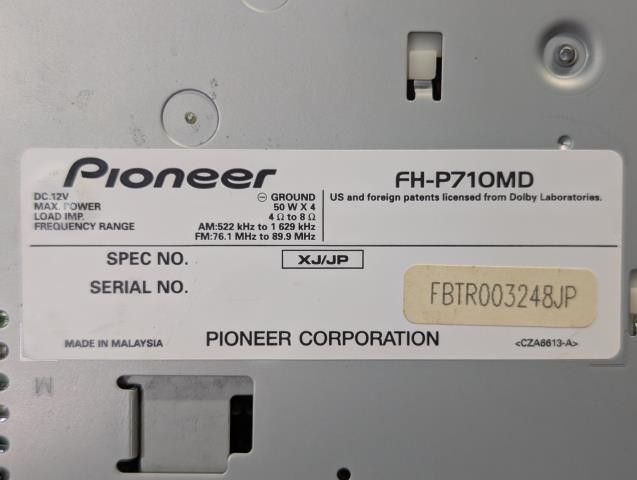 Pioneer
FH-P710MD
DC.12V ⊖ GROUND
MAX. POWER 50 W X 4
LOAD IMP. 4 Ω to 8 Ω
FREQUENCY RANGE AM:522 kHz to 1 629 kHz
FM:76.1 MHz to 89.9 MHz
US and foreign patents licensed from Dolby Laboratories.
SPEC NO. XJ/JP
SERIAL NO. FBTR003248JP
MADE IN MALAYSIA PIONEER CORPORATION <CZA6613-A>
M